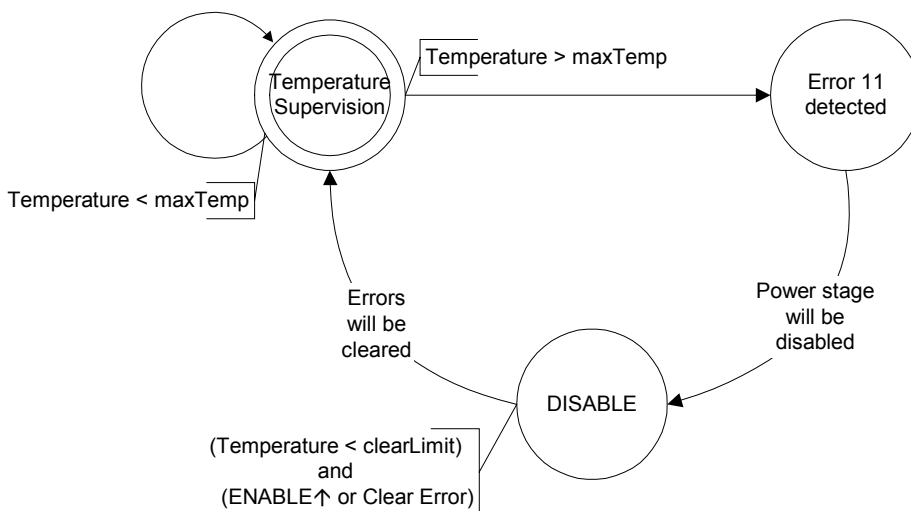 Temperature
Supervision
Temperature > maxTemp
Error 11
detected
Temperature < maxTemp
Errors
will be
cleared
Power stage
will be
disabled
DISABLE
(Temperature < clearLimit)
and
(ENABLE↑ or Clear Error)